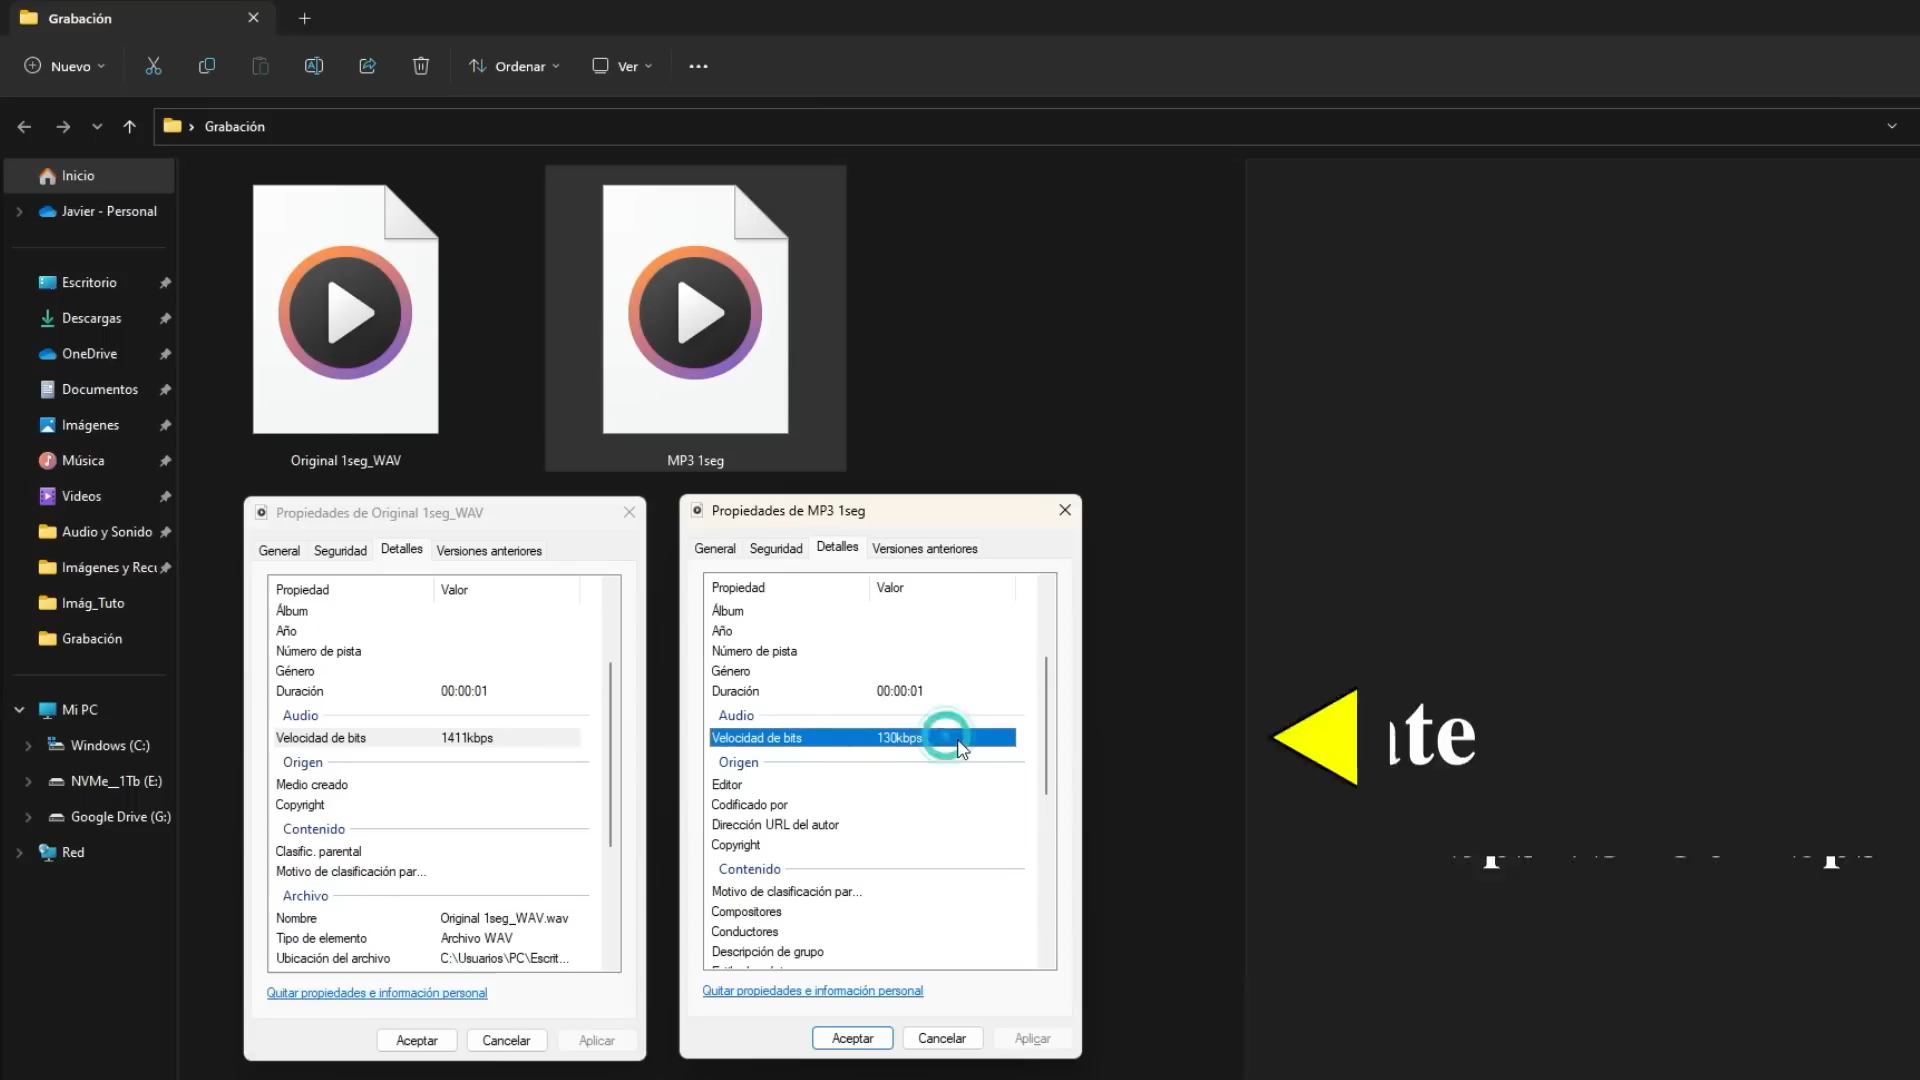 Grabación
Nuevo
Ordenar
Ver
Grabación
Inicio
Javier - Personal
Escritorio
Descargas
OneDrive
Documentos
Imágenes
Música
Videos
Audio y Sonido
Imágenes y Recu
Imág_Tuto
Grabación
Mi PC
Windows (C:)
NVMe__1Tb (E:)
Google Drive (G:)
Red
Original 1seg_WAV
MP3 1seg
Propiedades de Original 1seg_WAV
General Seguridad Detalles Versiones anteriores
Propiedad Valor
Álbum
Año
Número de pista
Género
Duración 00:00:01
Audio
Velocidad de bits 1411kbps
Origen
Medio creado
Copyright
Contenido
Clasific. parental
Motivo de clasificación par...
Archivo
Nombre Original 1seg_WAV.wav
Tipo de elemento Archivo WAV
Ubicación del archivo C:\Usuarios\PC\Escrit...
Quitar propiedades e información personal
Aceptar Cancelar Aplicar
Propiedades de MP3 1seg
General Seguridad Detalles Versiones anteriores
Propiedad Valor
Álbum
Año
Número de pista
Género
Duración 00:00:01
Audio
Velocidad de bits 130kbps
Origen
Editor
Codificado por
Dirección URL del autor
Copyright
Contenido
Motivo de clasificación par...
Compositores
Conductores
Descripción de grupo
Quitar propiedades e información personal
Aceptar Cancelar Aplicar